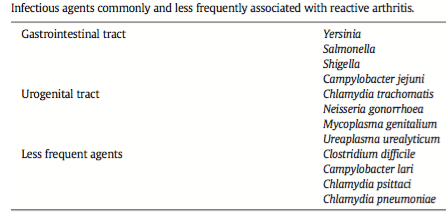 Infectious agents commonly and less frequently associated with reactive arthritis.
Gastrointestinal tract Yersinia
Salmonella
Shigella
Campylobacter jejuni
Urogenital tract Chlamydia trachomatis
Neisseria gonorrhoea
Mycoplasma genitalium
Ureaplasma urealyticum
Less frequent agents Clostridium difficile
Campylobacter lari
Chlamydia psittaci
Chlamydia pneumoniae